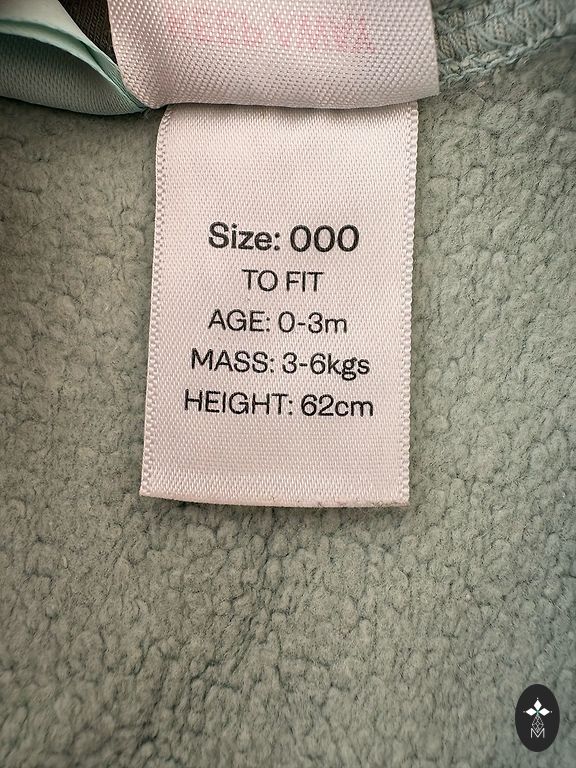 Size: 000
TO FIT
AGE: 0-3m
MASS: 3-6kgs
HEIGHT: 62cm
M